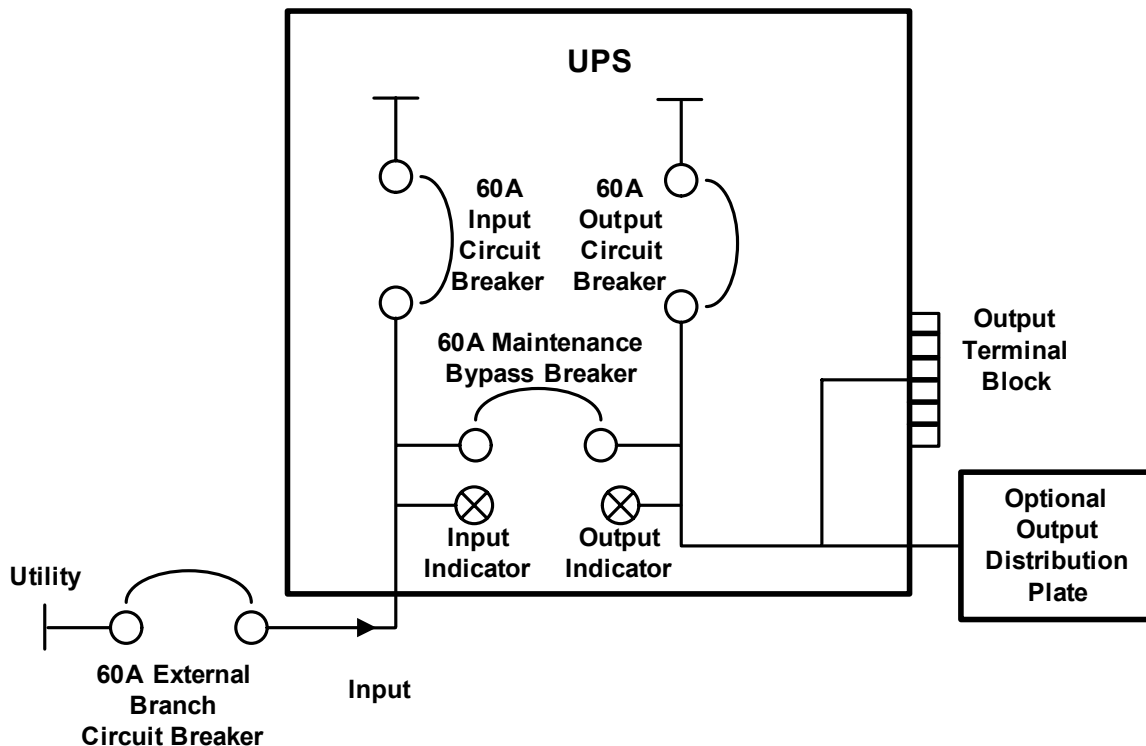 UPS
60A
Input
Circuit
Breaker
60A
Output
Circuit
Breaker
60A Maintenance
Bypass Breaker
Output
Terminal
Block
Input
Indicator
Output
Indicator
Optional
Output
Distribution
Plate
Utility
60A External
Branch
Circuit Breaker
Input